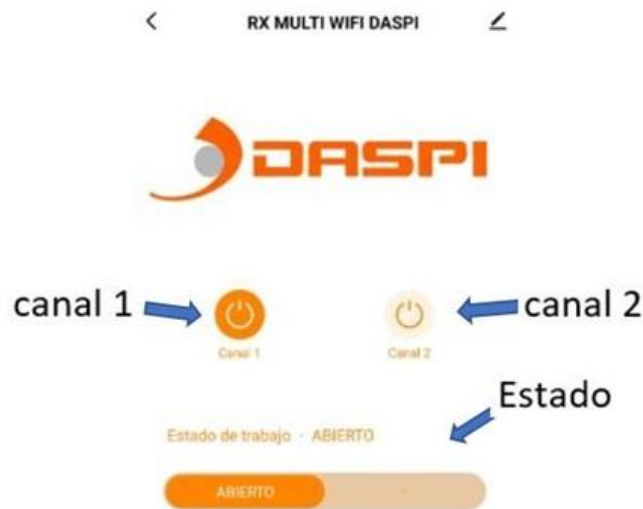 RX MULTI WIFI DASPI
DASPI
canal 1
canal 2
Canal 1
Canal 2
Estado
Estado de trabajo - ABIERTO
ABIERTO